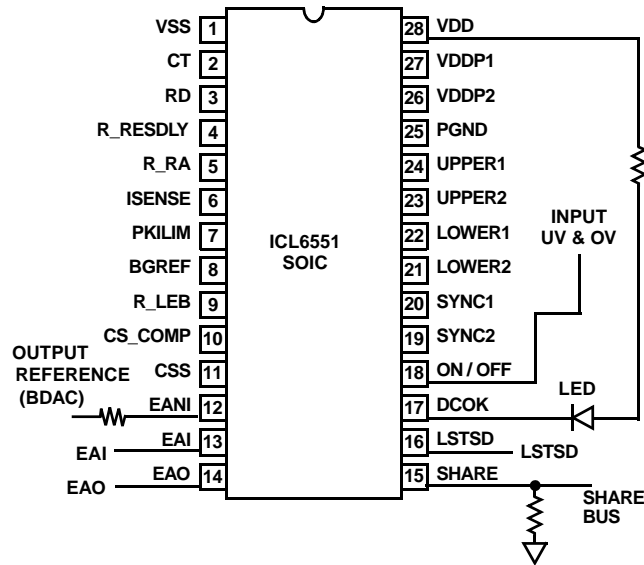 VSS 1
CT 2
RD 3
R_RESDLY 4
R_RA 5
ISENSE 6
PKILIM 7
BGREF 8
R_LEB 9
CS_COMP 10
CSS 11
EANI 12
EAI 13
EAO 14
OUTPUT
REFERENCE
(BDAC)
EAI
EAO
ICL6551
SOIC
28 VDD
27 VDDP1
26 VDDP2
25 PGND
24 UPPER1
23 UPPER2
22 LOWER1
21 LOWER2
20 SYNC1
19 SYNC2
18 ON / OFF
17 DCOK
16 LSTSD
15 SHARE
INPUT
UV & OV
LED
LSTSD
SHARE
BUS